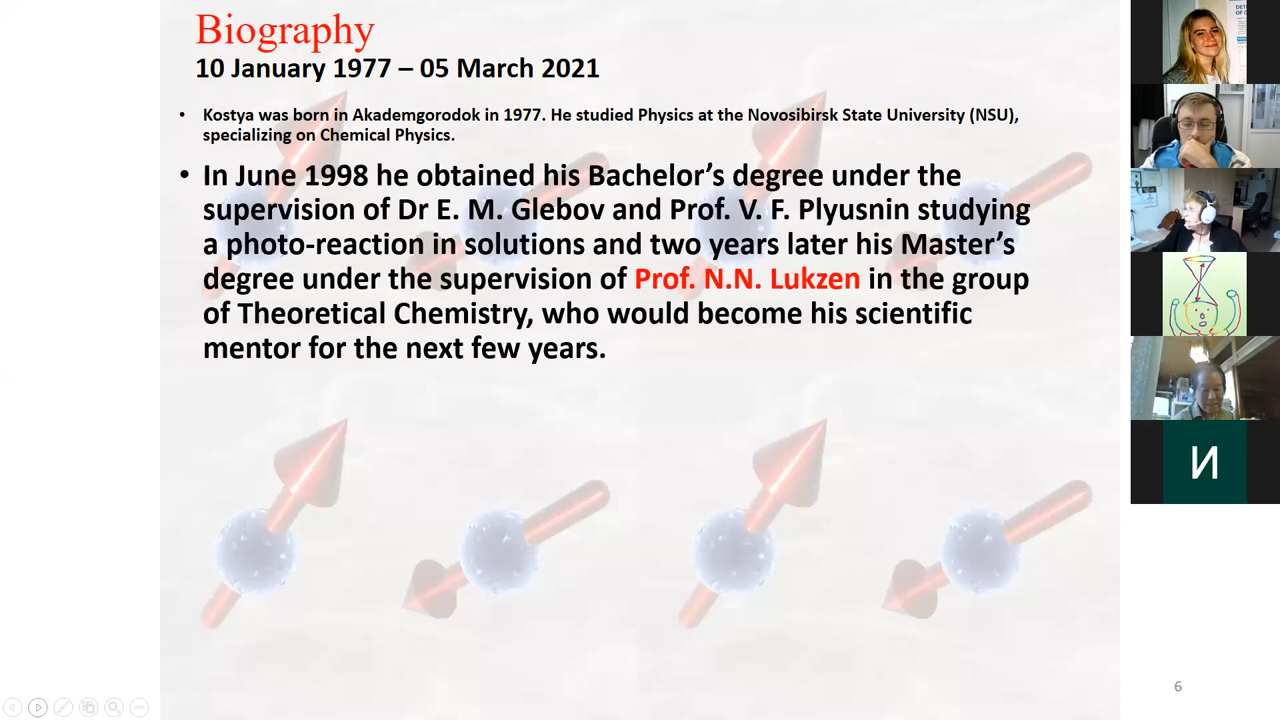 Biography
10 January 1977 – 05 March 2021
• Kostya was born in Akademgorodok in 1977. He studied Physics at the Novosibirsk State University (NSU),
specializing on Chemical Physics.
• In June 1998 he obtained his Bachelor’s degree under the
supervision of Dr E. M. Glebov and Prof. V. F. Plyusnin studying
a photo-reaction in solutions and two years later his Master’s
degree under the supervision of Prof. N.N. Lukzen in the group
of Theoretical Chemistry, who would become his scientific
mentor for the next few years.
И
6